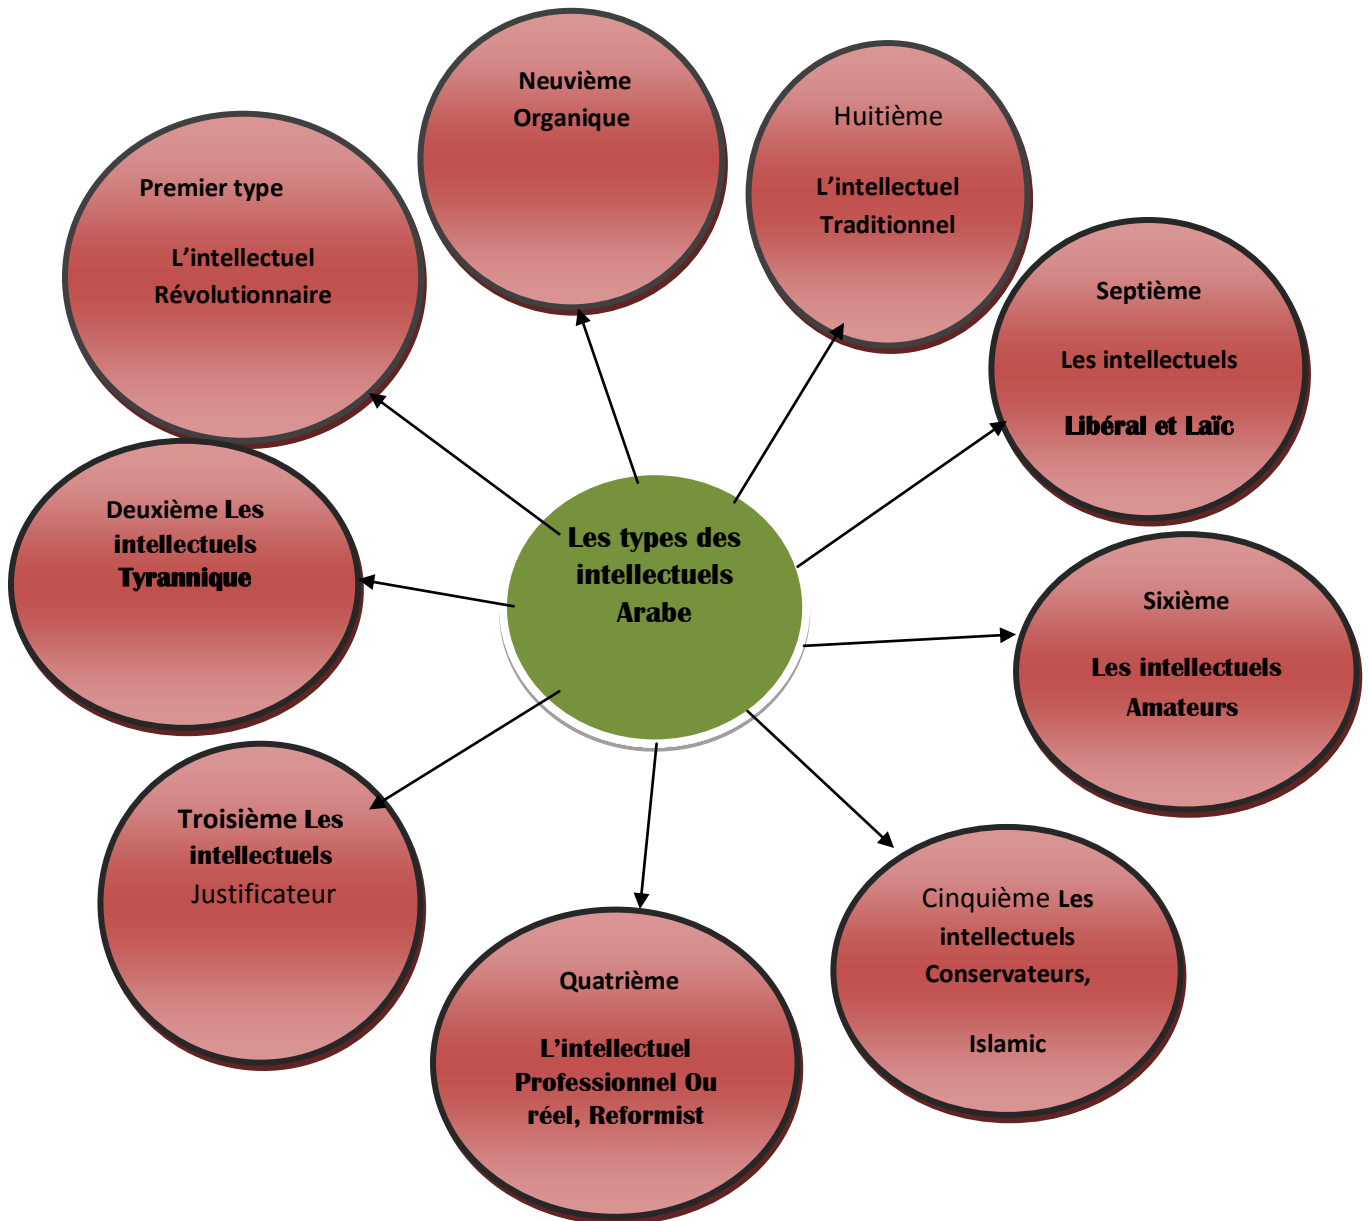 Les types des
intellectuels
Arabe
Premier type
L'intellectuel
Révolutionnaire
Deuxième Les
intellectuels
Tyrannique
Troisième Les
intellectuels
Justificateur
Quatrième
L'intellectuel
Professionnel Ou
réel, Reformist
Cinquième Les
intellectuels
Conservateurs,
Islamic
Sixième
Les intellectuels
Amateurs
Septième
Les intellectuels
Libéral et Laïc
Huitième
L'intellectuel
Traditionnel
Neuvième
Organique